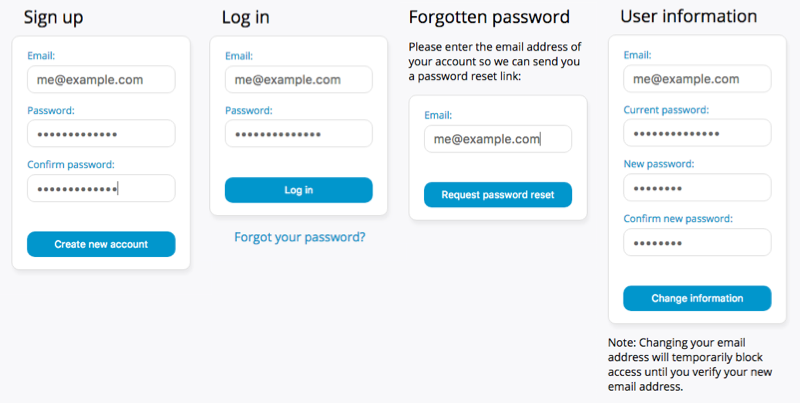 Sign up
Email:
me@example.com
Password:
•••••••••••••
Confirm password:
•••••••••••••
Create new account
Log in
Email:
me@example.com
Password:
••••••••••••••
Log in
Forgot your password?
Forgotten password
Please enter the email address of
your account so we can send you
a password reset link:
Email:
me@example.com
Request password reset
User information
Email:
me@example.com
Current password:
••••••••••••••
New password:
••••••••
Confirm new password:
••••••••
Change information
Note: Changing your email
address will temporarily block
access until you verify your new
email address.